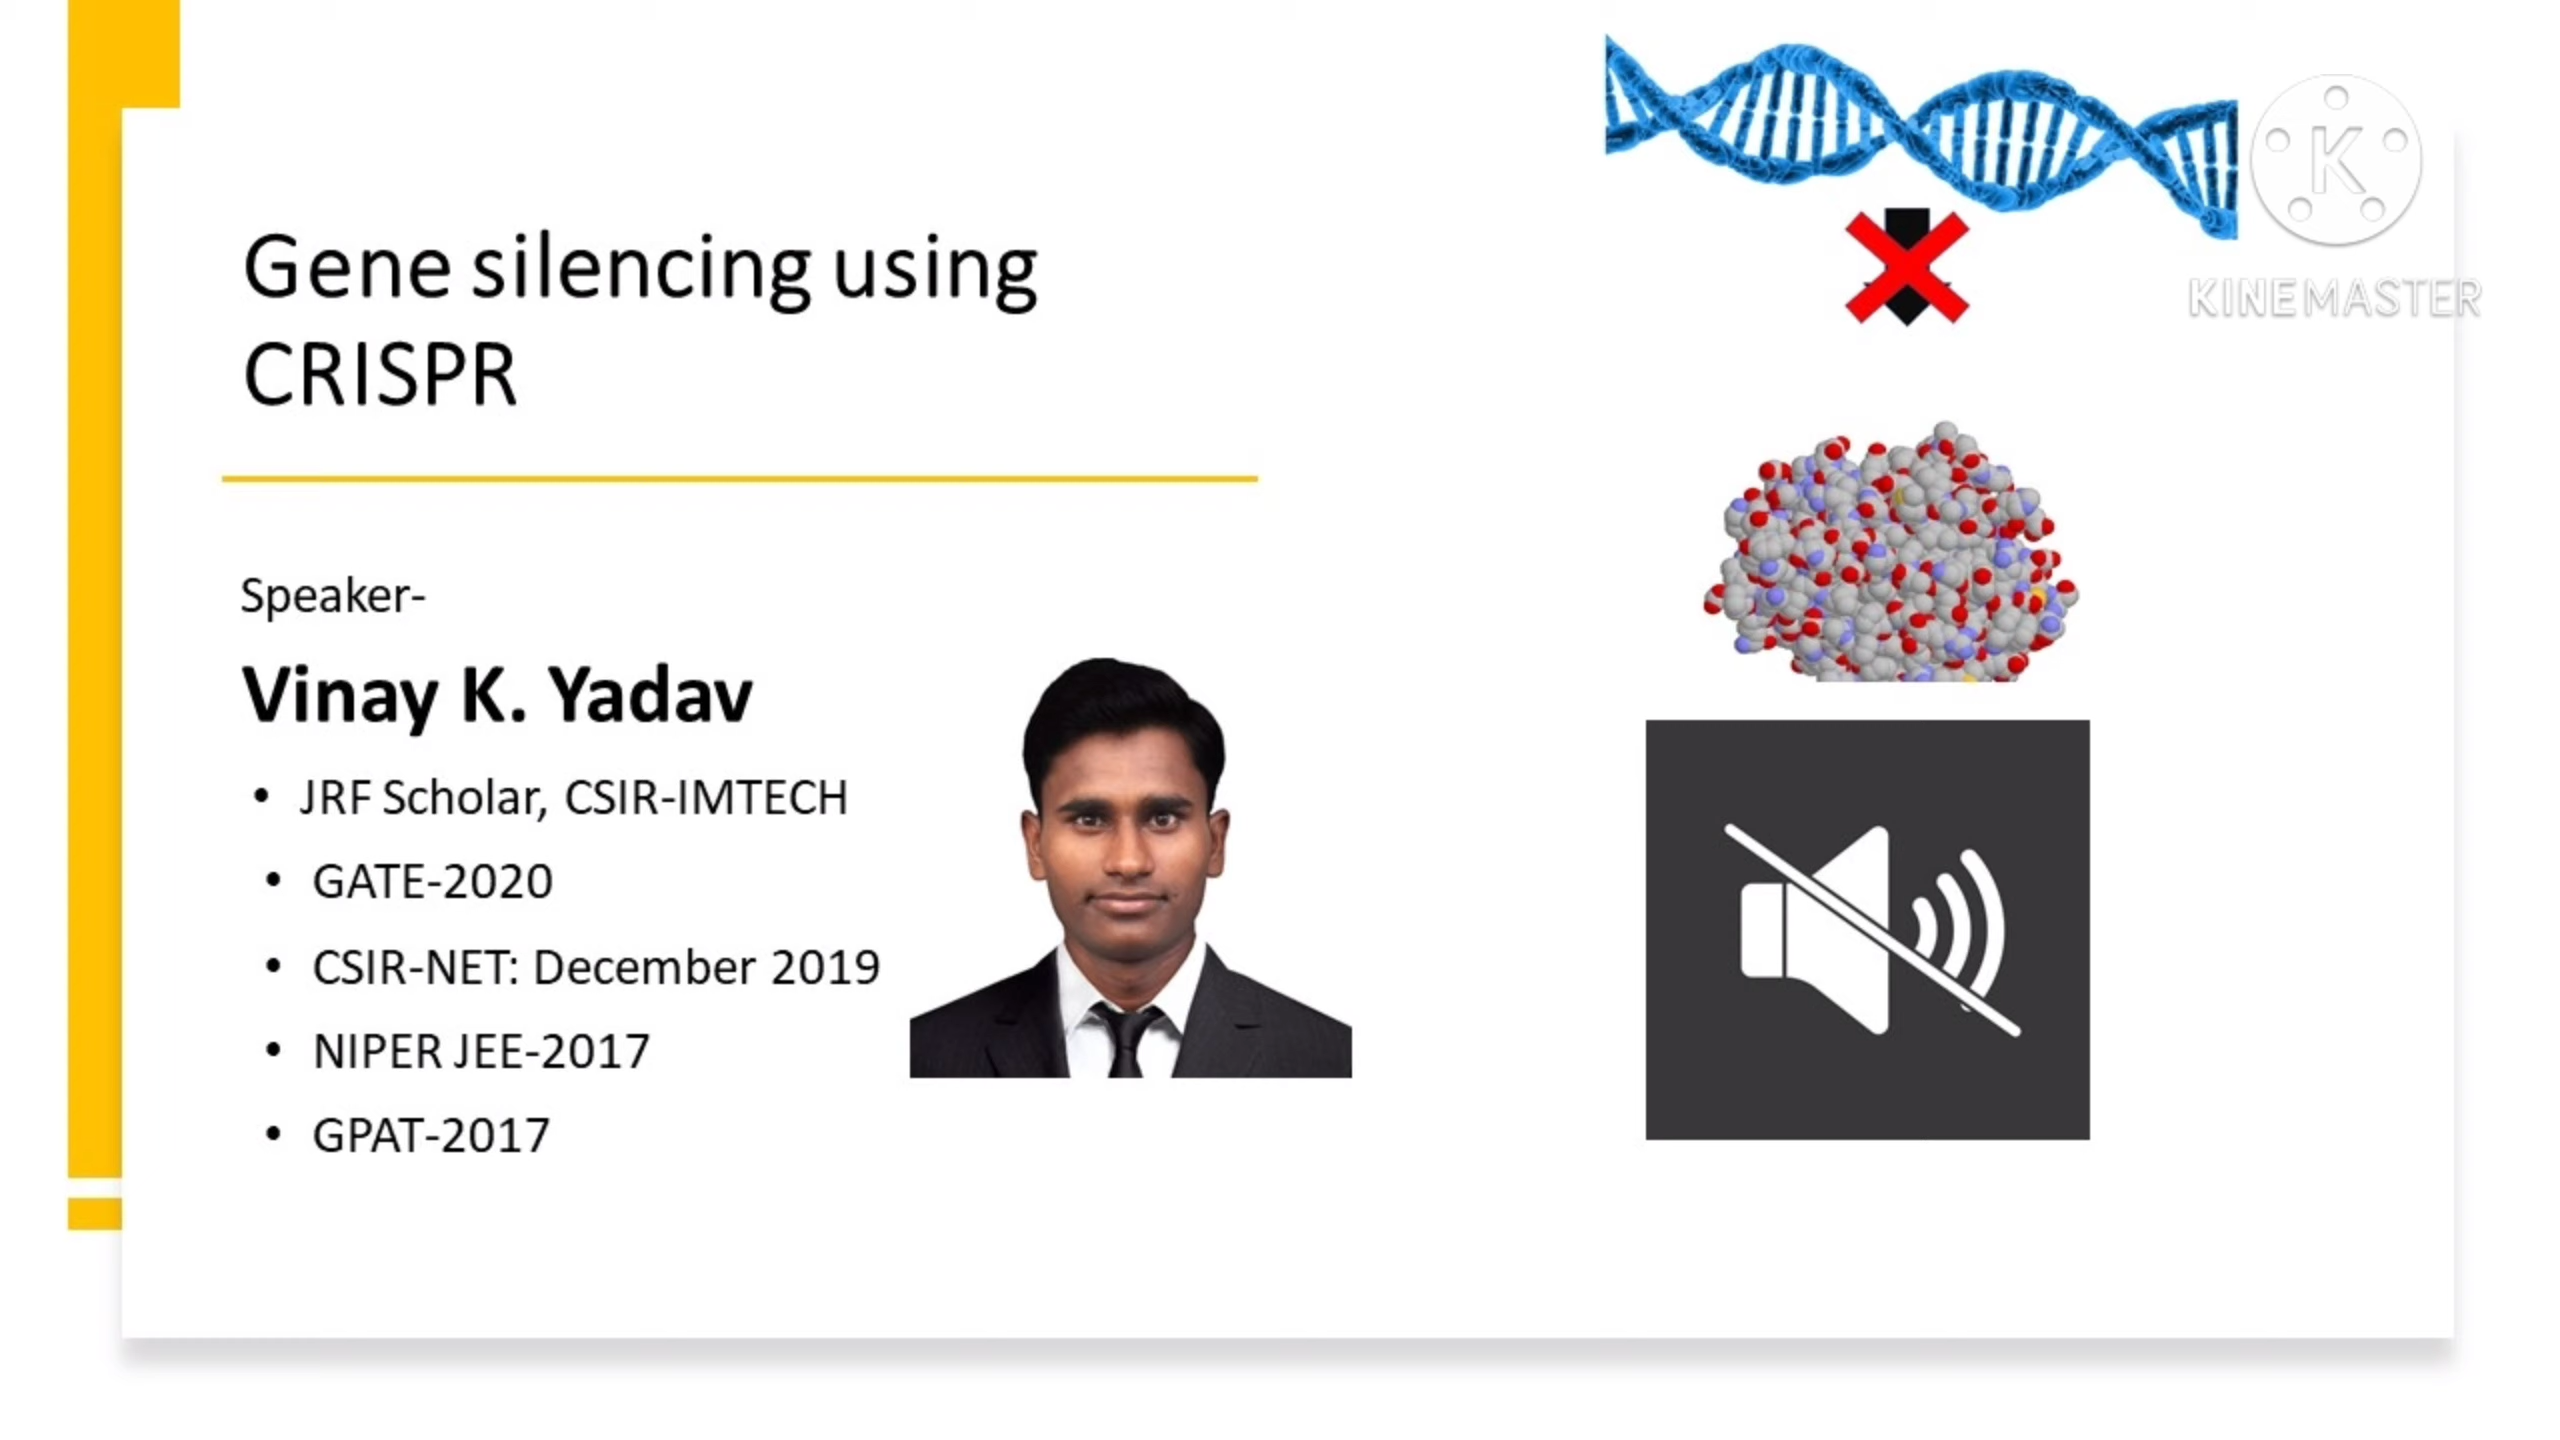 Gene silencing using
CRISPR
Speaker-
Vinay K. Yadav
• JRF Scholar, CSIR-IMTECH
• GATE-2020
• CSIR-NET: December 2019
• NIPER JEE-2017
• GPAT-2017
K
KINEMASTER